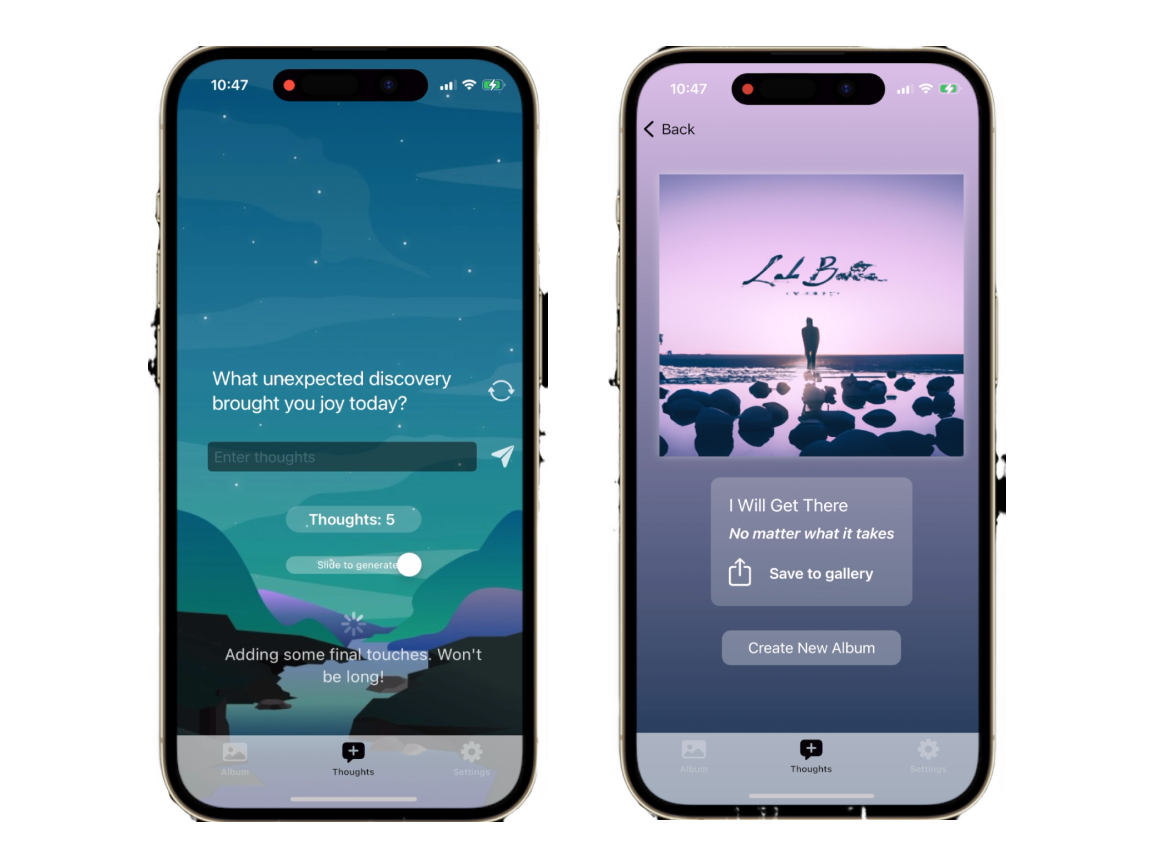 10:47
What unexpected discovery
brought you joy today?
Enter thoughts
Thoughts: 5
Slide to generate
Adding some final touches. Won't
be long!
Album
Thoughts
Settings
10:47
Back
I Will Get There
No matter what it takes
Save to gallery
Create New Album
Album
Thoughts
Settings